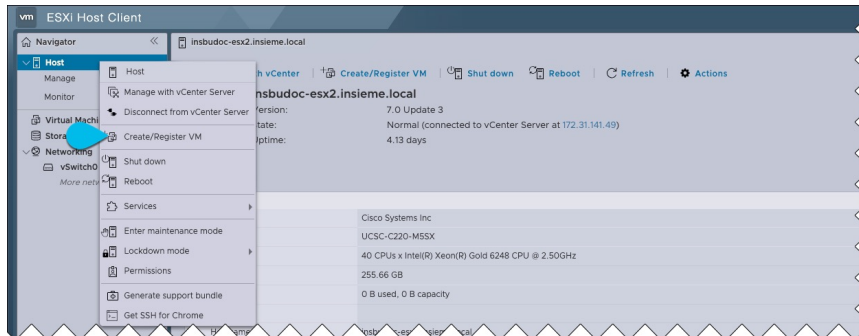 vm ESXi Host Client
Navigator
insbudoc-esx2.insieme.local
Host
Manage
Monitor
Virtual Machi
Stora
Networking
vSwitch0
More netw
Host
Manage with vCenter Server
Disconnect from vCenter Server
Create/Register VM
Shut down
Reboot
Services
Enter maintenance mode
Lockdown mode
Permissions
Generate support bundle
Get SSH for Chrome
h vCenter Create/Register VM Shut down Reboot Refresh Actions
nsbudoc-esx2.insieme.local
ersion: 7.0 Update 3
tate: Normal (connected to vCenter Server at 172.31.141.49)
ptime: 4.13 days
Cisco Systems Inc
UCSC-C220-M5SX
40 CPUs x Intel(R) Xeon(R) Gold 6248 CPU @ 2.50GHz
255.66 GB
0 B used, 0 B capacity